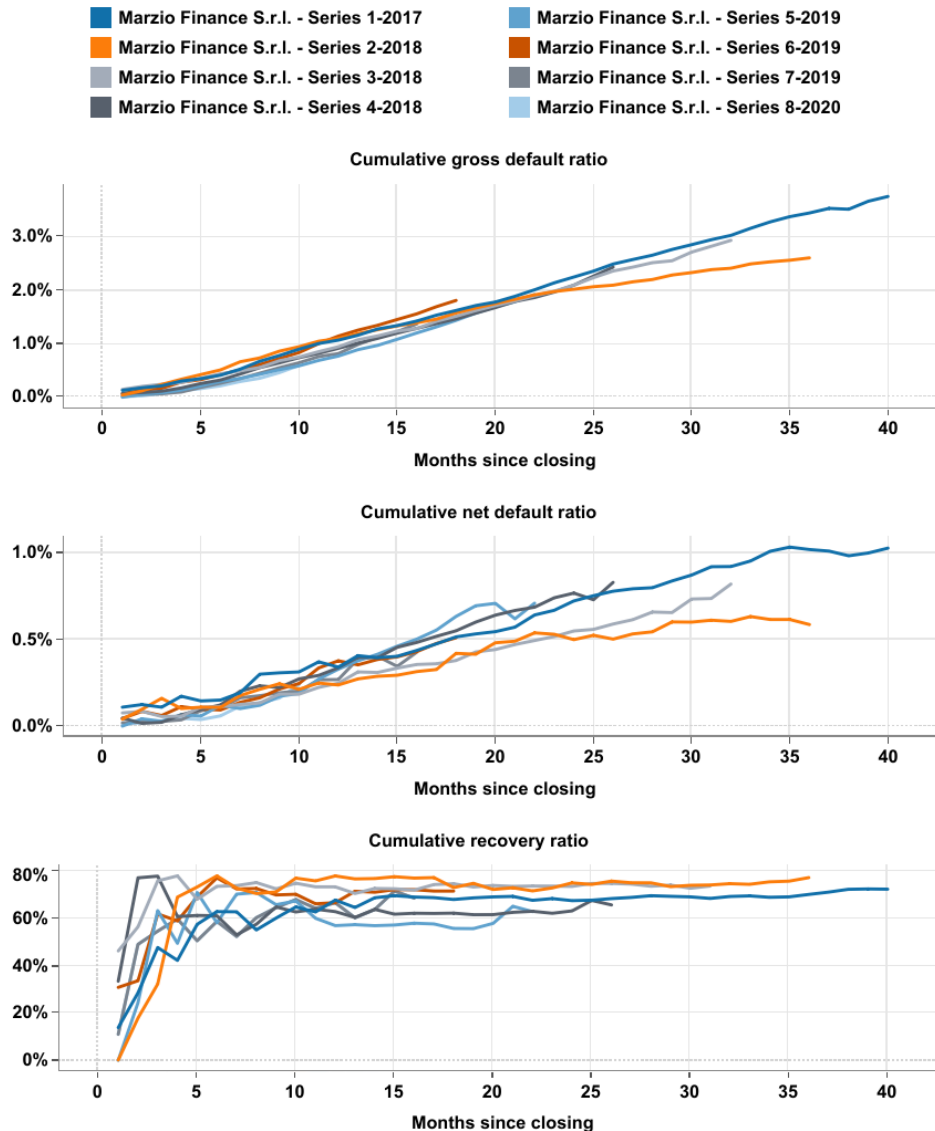 Marzio Finance S.r.l. - Series 1-2017
Marzio Finance S.r.l. - Series 2-2018
Marzio Finance S.r.l. - Series 3-2018
Marzio Finance S.r.l. - Series 4-2018
Marzio Finance S.r.l. - Series 5-2019
Marzio Finance S.r.l. - Series 6-2019
Marzio Finance S.r.l. - Series 7-2019
Marzio Finance S.r.l. - Series 8-2020
Cumulative gross default ratio
3.0%
2.0%
1.0%
0.0%
0 5 10 15 20 25 30 35 40
Months since closing
Cumulative net default ratio
1.0%
0.5%
0.0%
0 5 10 15 20 25 30 35 40
Months since closing
Cumulative recovery ratio
80%
60%
40%
20%
0%
0 5 10 15 20 25 30 35 40
Months since closing